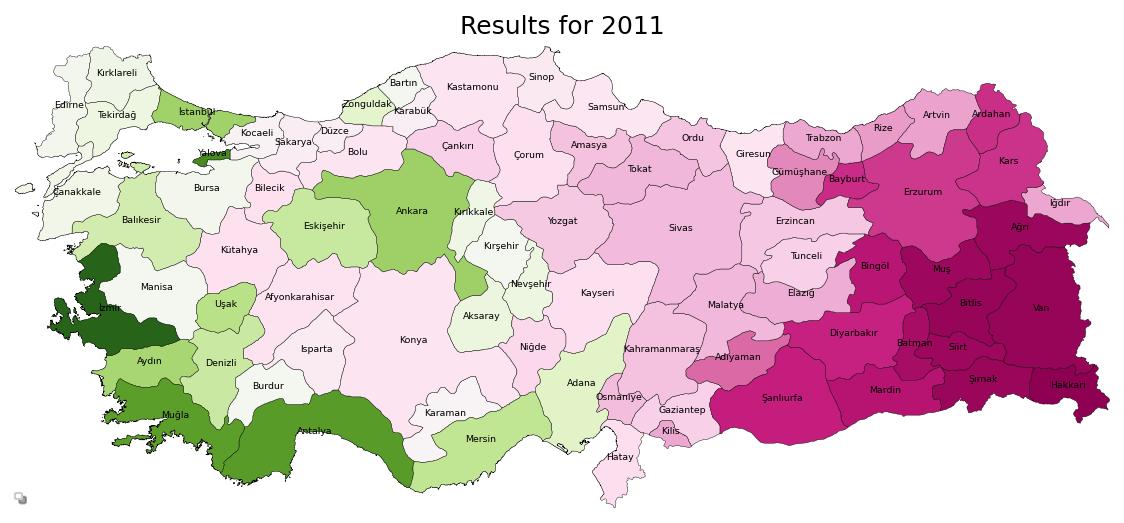 Results for 2011
Kırklareli
Edirne
Tekirdağ
İstanbul
Yalova
Kocaeli
Sakarya
Düzce
Zonguldak
Bartın
Karabük
Kastamonu
Sinop
Samsun
Bolu
Çankırı
Çorum
Amasya
Ordu
Tokat
Giresun
Trabzon
Gümüşhane
Rize
Bayburt
Artvin
Ardahan
Kars
Iğdır
Erzurum
Ağrı
Çanakkale
Balıkesir
Bursa
Bilecik
Eskişehir
Kütahya
Ankara
Kırıkkale
Kırşehir
Yozgat
Sivas
Erzincan
Tunceli
Bingöl
Muş
Bitlis
Van
Manisa
İzmir
Uşak
Afyonkarahisar
Konya
Aksaray
Nevşehir
Kayseri
Malatya
Elazığ
Diyarbakır
Batman
Siirt
Şırnak
Hakkari
Aydın
Denizli
Isparta
Burdur
Niğde
Kahramanmaraş
Adıyaman
Şanlıurfa
Mardin
Muğla
Antalya
Karaman
Mersin
Adana
Osmaniye
Gaziantep
Kilis
Hatay